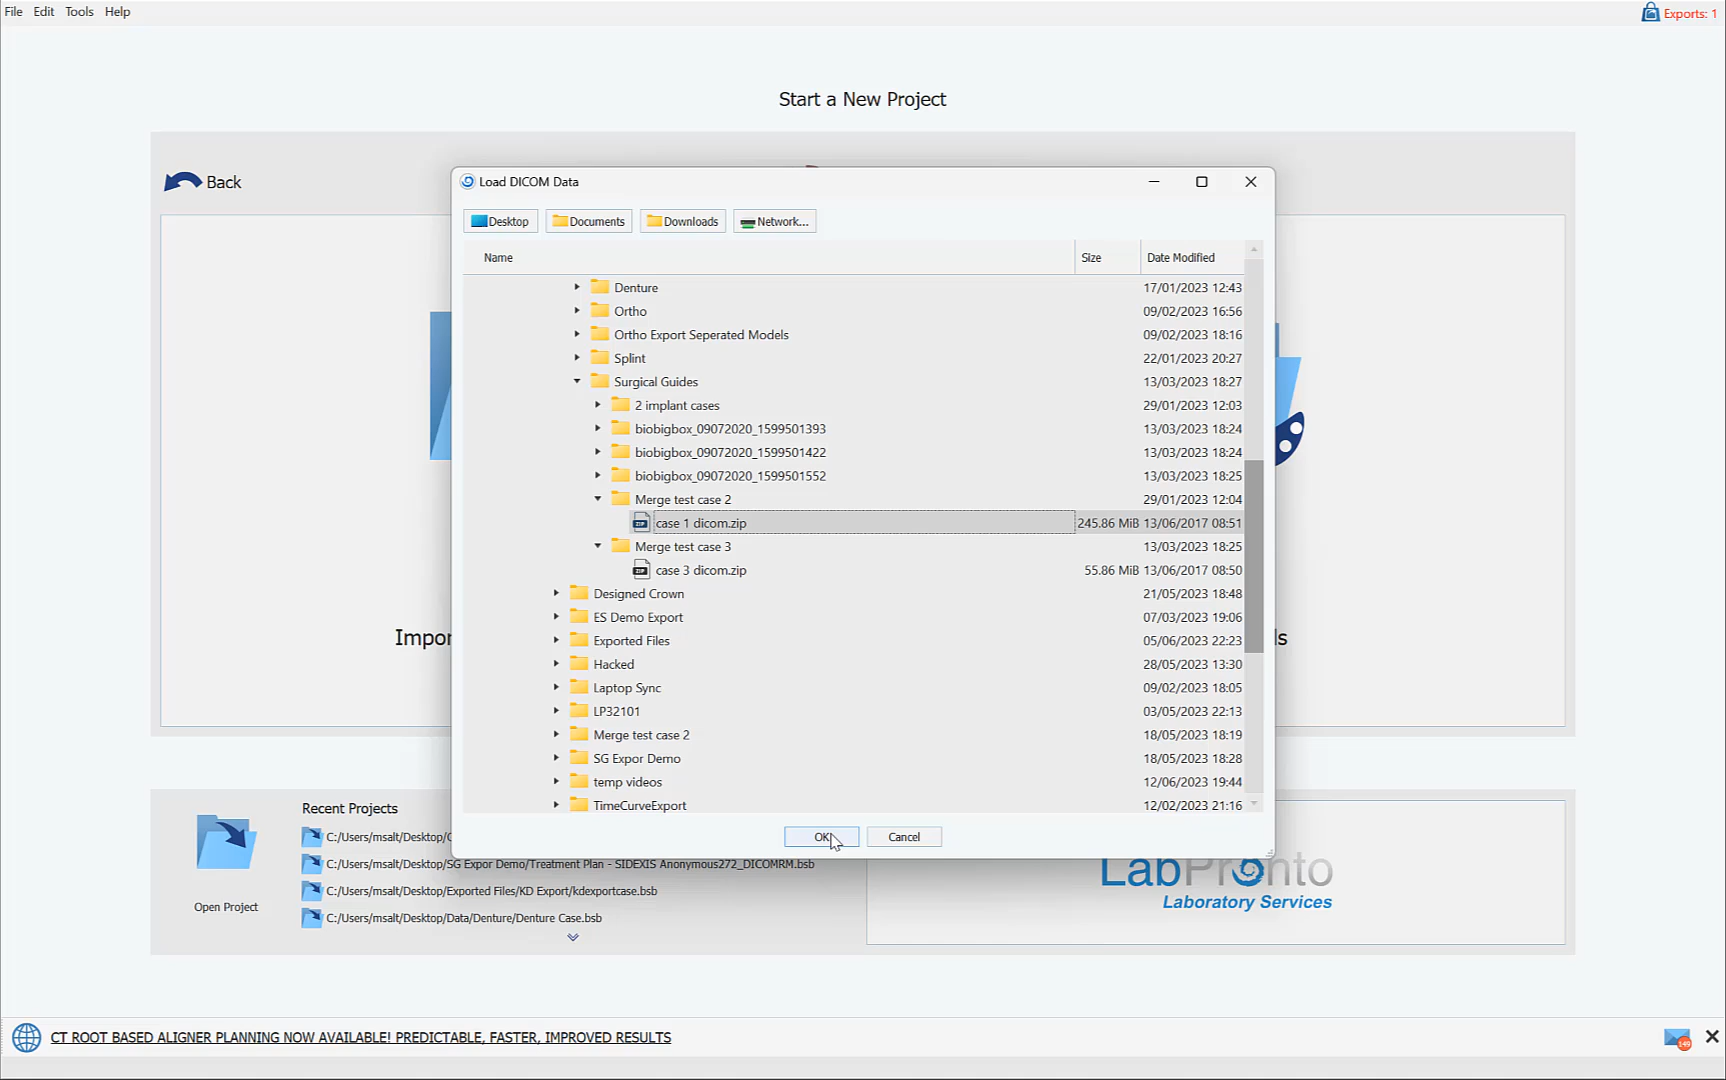 File Edit Tools Help
Exports: 1
Start a New Project
Back
Load DICOM Data
Desktop Documents Downloads Network...
Name Size Date Modified
Denture 17/01/2023 12:43
Ortho 09/02/2023 16:56
Ortho Export Seperated Models 09/02/2023 18:16
Splint 22/01/2023 20:27
Surgical Guides 13/03/2023 18:27
2 implant cases 29/01/2023 12:03
biobigbox_09072020_1599501393 13/03/2023 18:24
biobigbox_09072020_1599501422 13/03/2023 18:24
biobigbox_09072020_1599501552 13/03/2023 18:25
Merge test case 2 29/01/2023 12:04
ZIP case 1 dicom.zip 245.86 MiB 13/06/2017 08:51
Merge test case 3 13/03/2023 18:25
ZIP case 3 dicom.zip 55.86 MiB 13/06/2017 08:50
Designed Crown 21/05/2023 18:48
ES Demo Export 07/03/2023 19:06
Impor
Exported Files 05/06/2023 22:23
ls
Hacked 28/05/2023 13:30
Laptop Sync 09/02/2023 18:05
LP32101 03/05/2023 22:13
Merge test case 2 18/05/2023 18:19
SG Expor Demo 18/05/2023 18:28
temp videos 12/06/2023 19:44
TimeCurveExport 12/02/2023 21:16
OK Cancel
Recent Projects
C:/Users/msalt/Desktop/
C:/Users/msalt/Desktop/SG Expor Demo/Treatment Plan - SIDEXIS Anonymous272_DICOMRM.bsb
C:/Users/msalt/Desktop/Exported Files/KD Export/kdexportcase.bsb
C:/Users/msalt/Desktop/Data/Denture/Denture Case.bsb
Open Project
LabPronto
Laboratory Services
CT ROOT BASED ALIGNER PLANNING NOW AVAILABLE! PREDICTABLE, FASTER, IMPROVED RESULTS
149